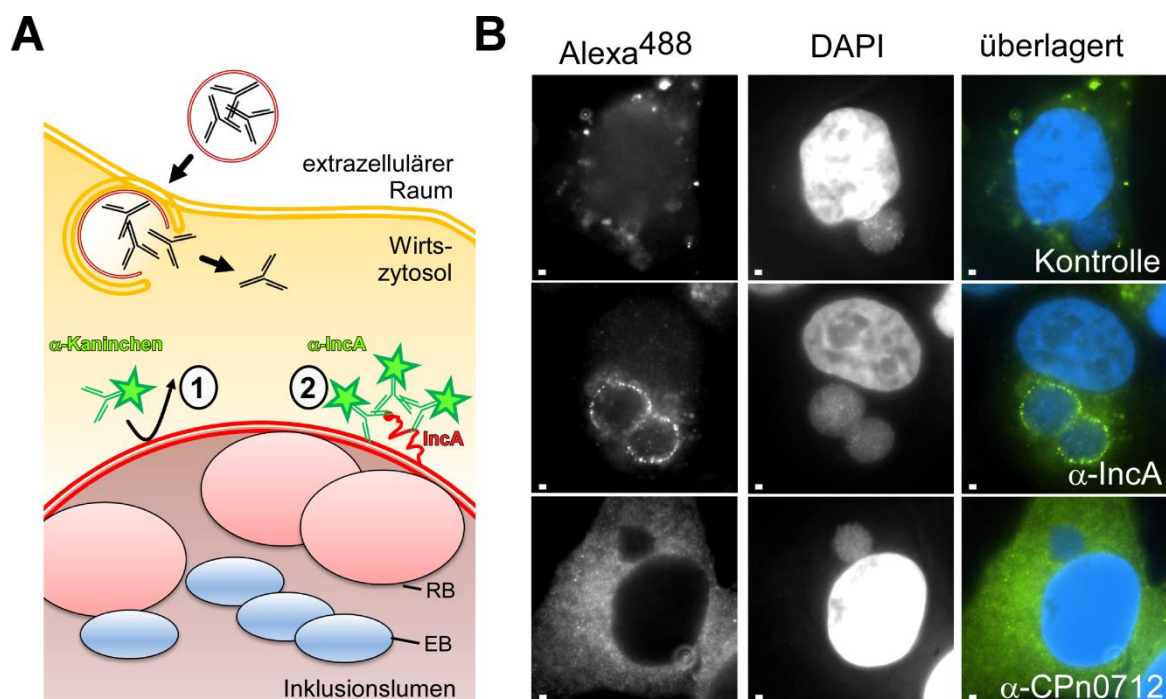 A
extrazellulärer
Raum
Wirts-
zytosol
α-Kaninchen
1
α-IncA
2
IncA
RB
EB
Inklusionslumen
B
Alexa488
DAPI
überlagert
Kontrolle
α-IncA
α-CPn0712